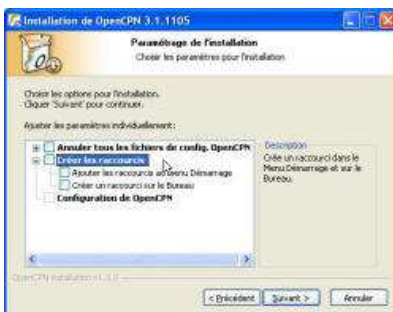 Installation de OpenCPN 3.1.1105
Paramétrage de l'installation
Choisir les paramètres pour l'installation
Choisir les options pour l'installation.
Cliquer 'Suivant' pour continuer.
Ajuster les paramètres individuellement:
Annuler tous les fichiers de config. OpenCPN
Créer les raccourcis
Ajouter les raccourcis au Menu Démarrage
Créer un raccourci sur le Bureau
Configuration de OpenCPN
Description
Crée un raccourci dans le
Menu Démarrage et sur le
Bureau.
OpenCPN installation
< Précédent
Suivant >
Annuler